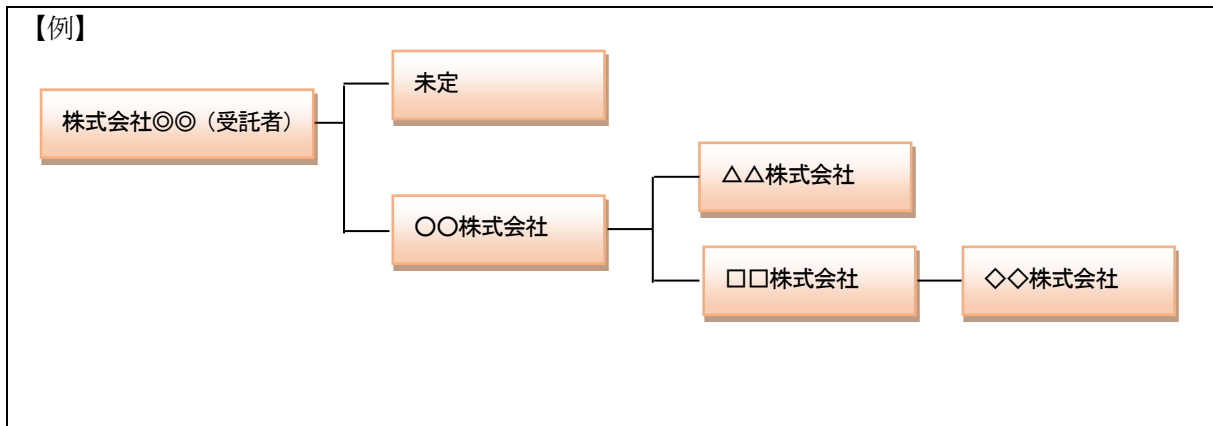 【例】
未定
株式会社◎◎（受託者）
△△株式会社
〇〇株式会社
□□株式会社
◇◇株式会社